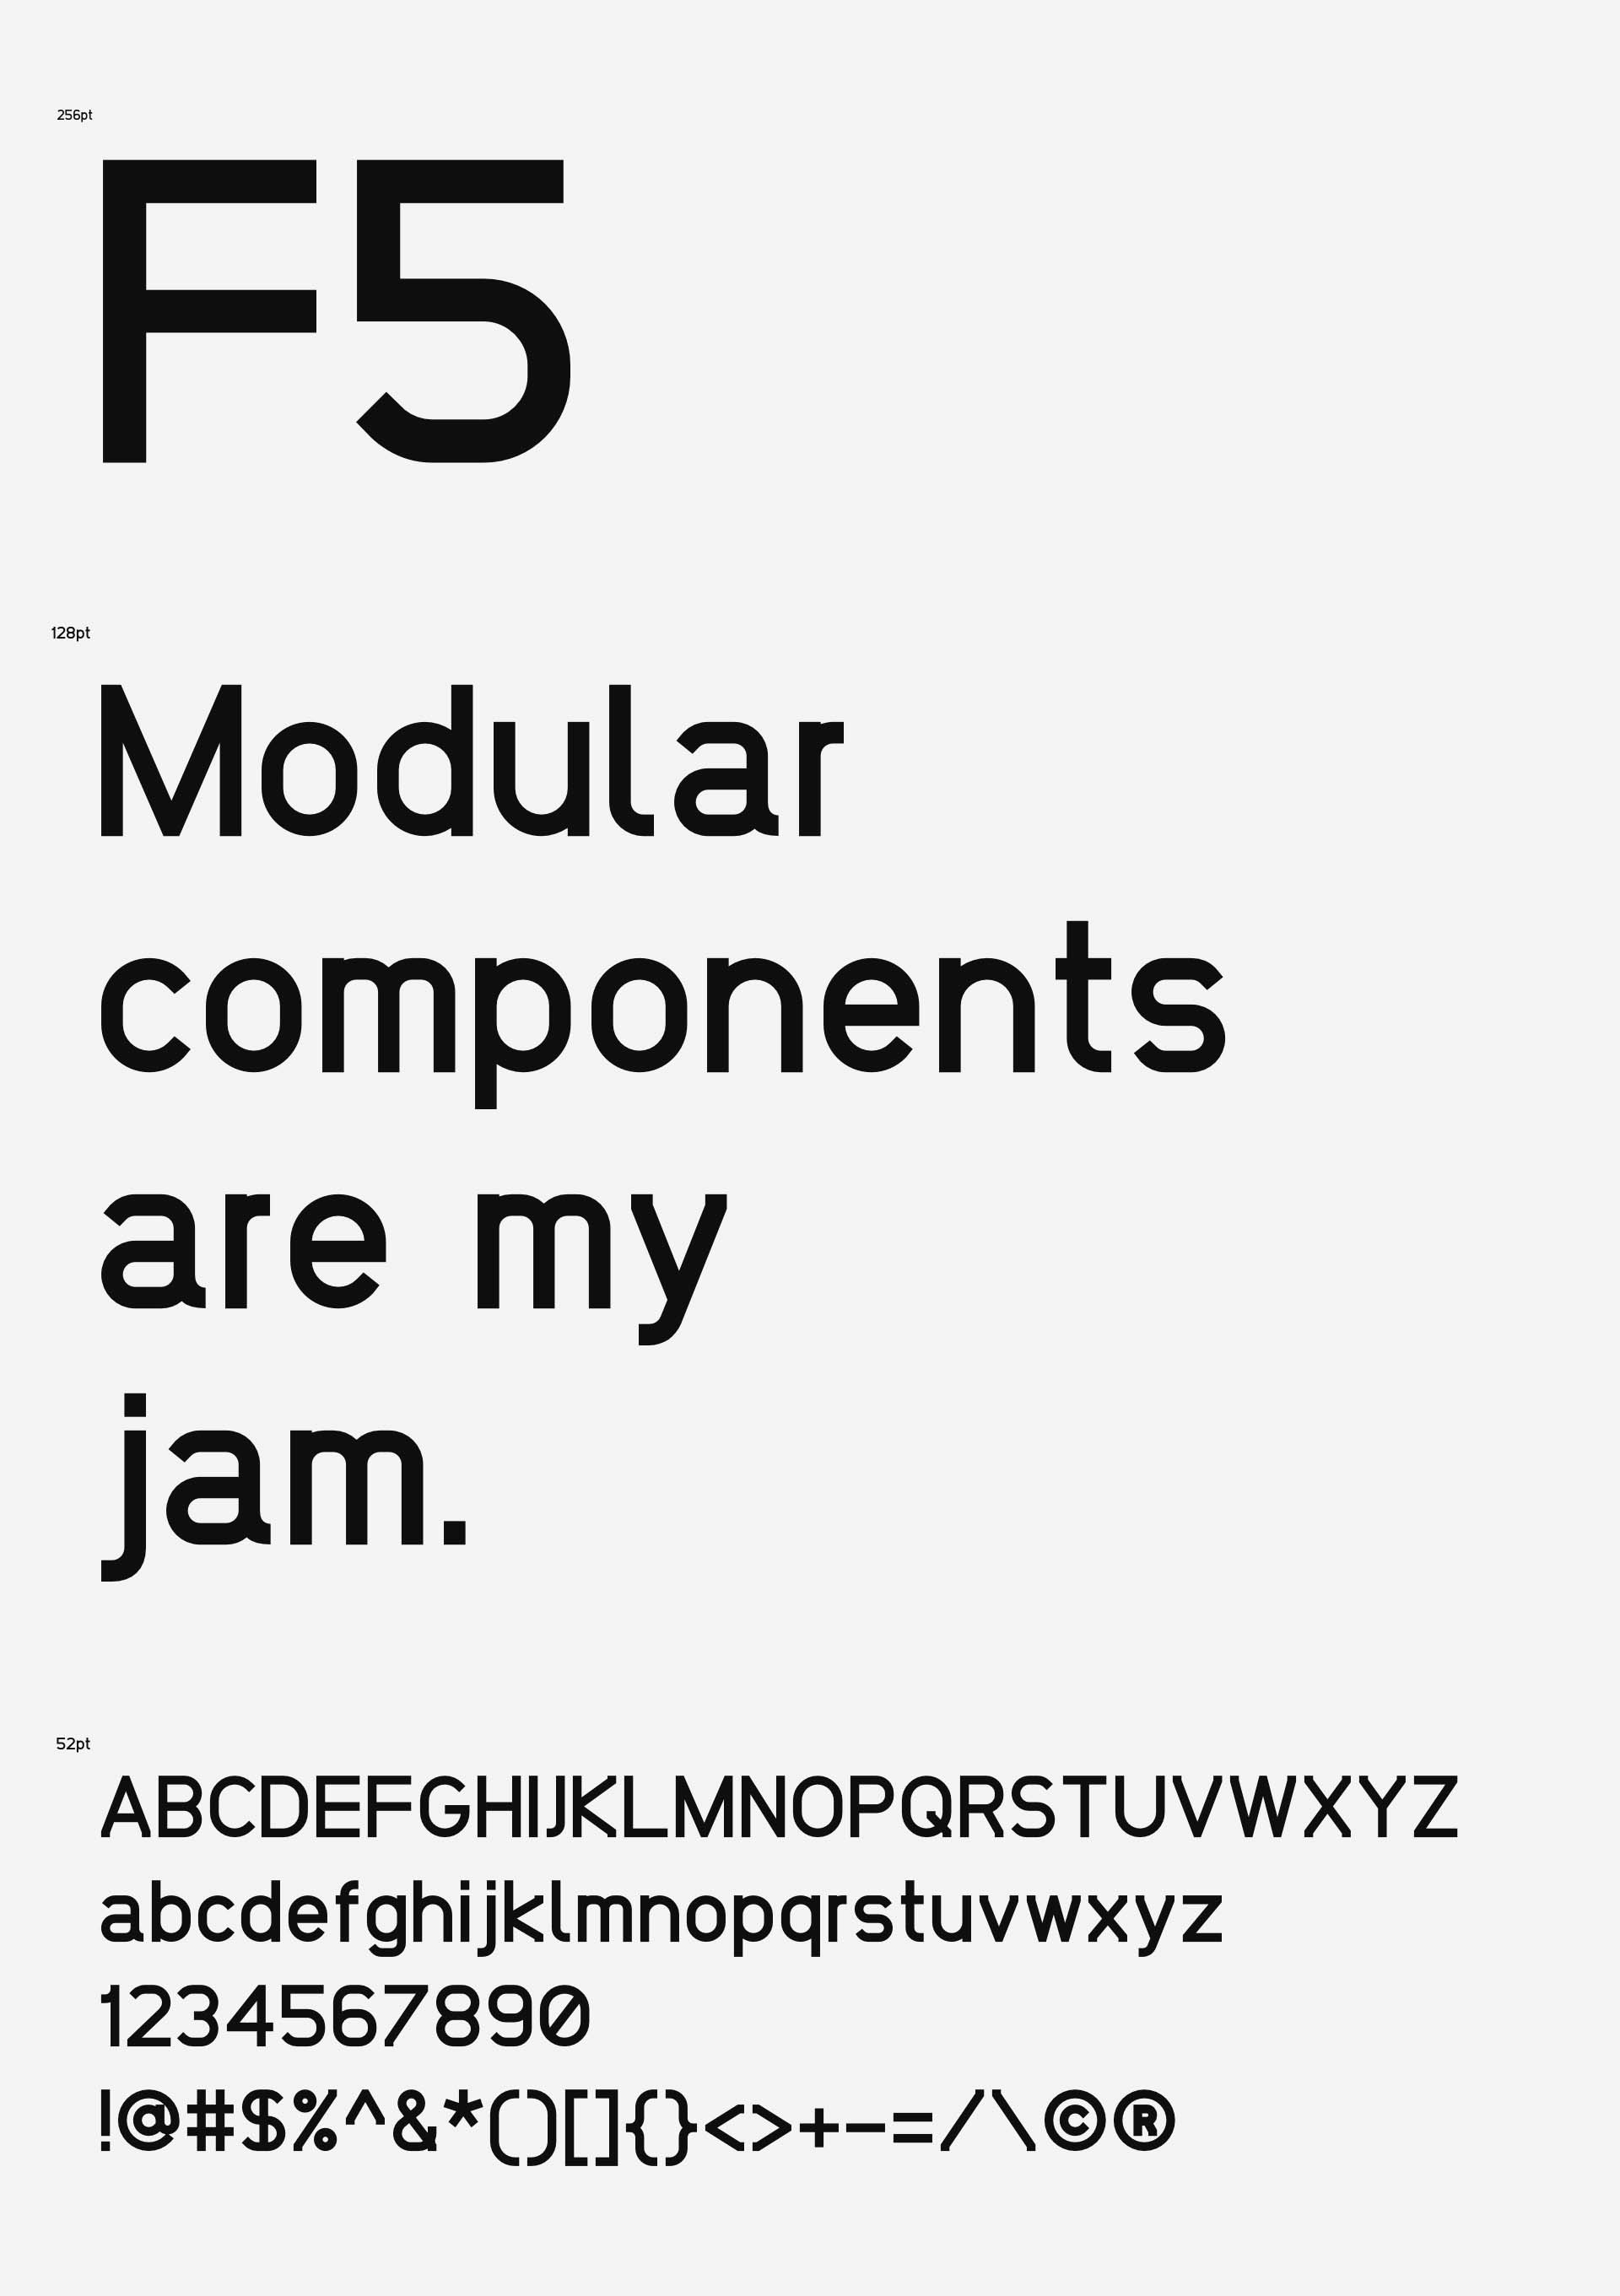 256pt
F5
128pt
Modular
components
are my
jam.
52pt
ABCDEFGHIJKLMNOPQRSTUVWXYZ
abcdefghijklmnopqrstuvwxyz
1234567890
!@#$%^&*()[]{}<>+−=/\©®